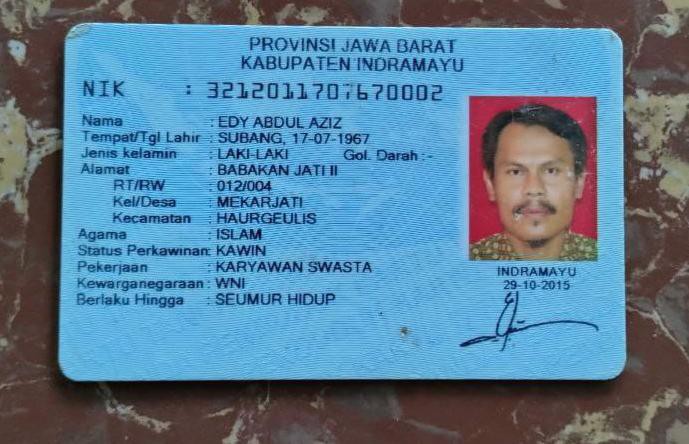 PROVINSI JAWA BARAT
KABUPATEN INDRAMAYU
NIK : 3212011707670002
Nama : EDY ABDUL AZIZ
Tempat/Tgl Lahir : SUBANG, 17-07-1967
Jenis kelamin : LAKI-LAKI Gol. Darah :-
Alamat : BABAKAN JATI II
RT/RW : 012/004
Kel/Desa : MEKARJATI
Kecamatan : HAURGEULIS
Agama : ISLAM
Status Perkawinan: KAWIN
Pekerjaan : KARYAWAN SWASTA
Kewarganegaraan: WNI
Berlaku Hingga : SEUMUR HIDUP
INDRAMAYU
29-10-2015